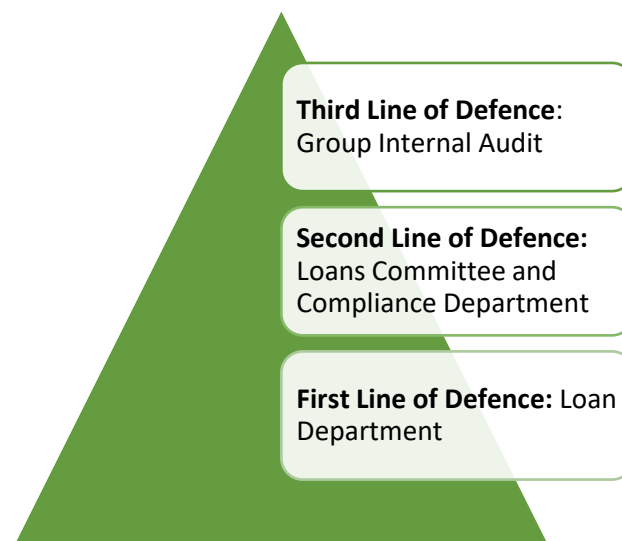 Third Line of Defence:
Group Internal Audit
Second Line of Defence:
Loans Committee and
Compliance Department
First Line of Defence: Loan
Department